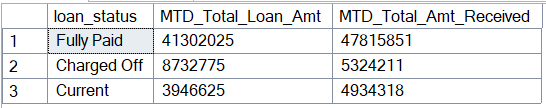 loan_status MTD_Total_Loan_Amt MTD_Total_Amt_Received
1 Fully Paid 41302025 47815851
2 Charged Off 8732775 5324211
3 Current 3946625 4934318